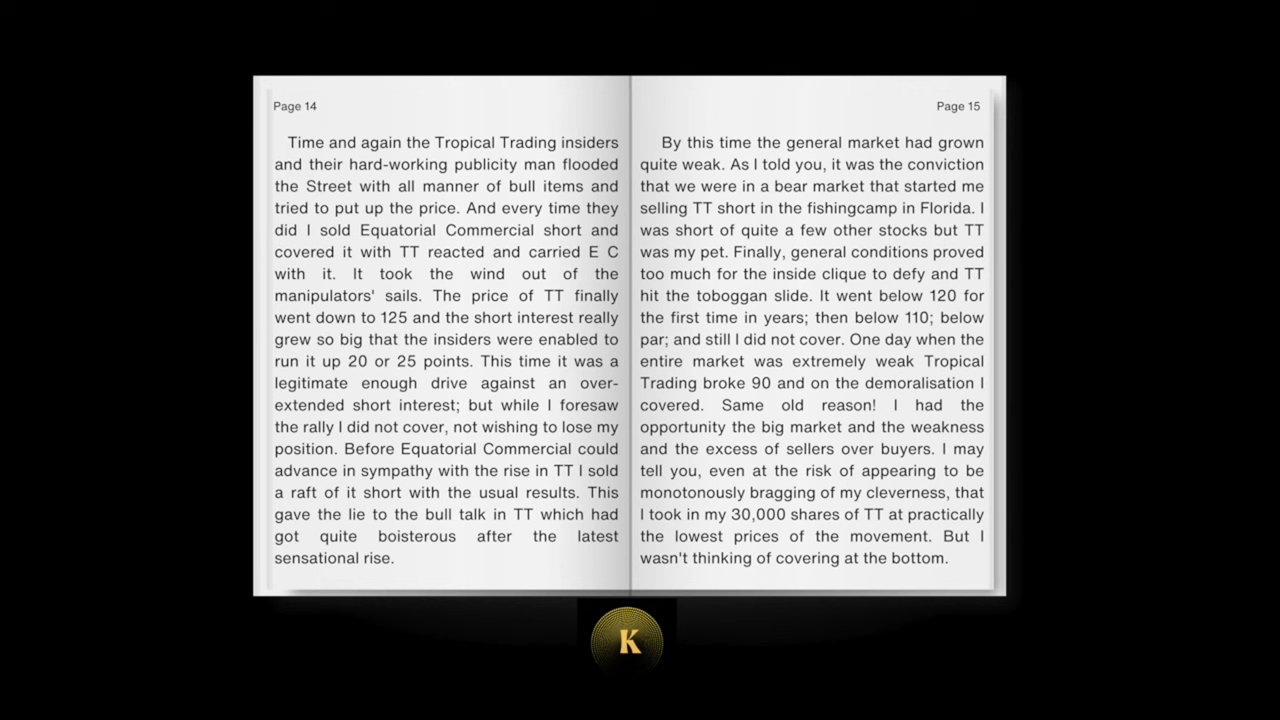 Page 14
Time and again the Tropical Trading insiders
and their hard-working publicity man flooded
the Street with all manner of bull items and
tried to put up the price. And every time they
did I sold Equatorial Commercial short and
covered it with TT reacted and carried E C
with it. It took the wind out of the
manipulators' sails. The price of TT finally
went down to 125 and the short interest really
grew so big that the insiders were enabled to
run it up 20 or 25 points. This time it was a
legitimate enough drive against an over-
extended short interest; but while I foresaw
the rally I did not cover, not wishing to lose my
position. Before Equatorial Commercial could
advance in sympathy with the rise in TT I sold
a raft of it short with the usual results. This
gave the lie to the bull talk in TT which had
got quite boisterous after the latest
sensational rise.
Page 15
By this time the general market had grown
quite weak. As I told you, it was the conviction
that we were in a bear market that started me
selling TT short in the fishingcamp in Florida. I
was short of quite a few other stocks but TT
was my pet. Finally, general conditions proved
too much for the inside clique to defy and TT
hit the toboggan slide. It went below 120 for
the first time in years; then below 110; below
par; and still I did not cover. One day when the
entire market was extremely weak Tropical
Trading broke 90 and on the demoralisation I
covered. Same old reason! I had the
opportunity the big market and the weakness
and the excess of sellers over buyers. I may
tell you, even at the risk of appearing to be
monotonously bragging of my cleverness, that
I took in my 30,000 shares of TT at practically
the lowest prices of the movement. But I
wasn't thinking of covering at the bottom.
K